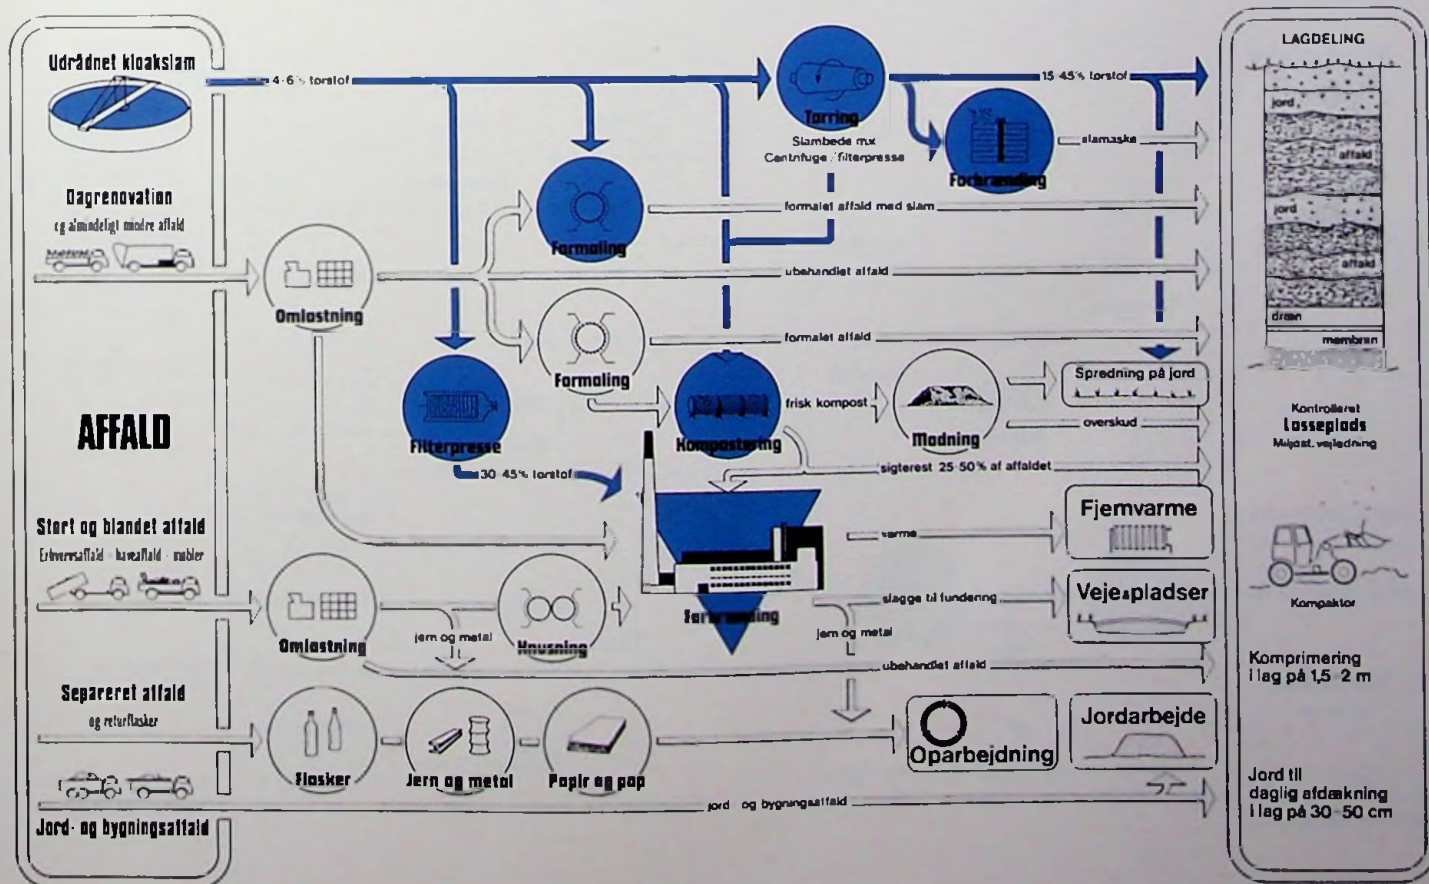 Udrådnet kloakslam
4-6% tørstof
Tørring
Slambede mv
Centrifuge / filterpresse
15-45% tørstof
Forbrænding
slamaske
Dagrenovation
og almindeligt mindre affald
Omlastning
Formaling
formalet affald med slam
ubehandlet affald
Formaling
formalet affald
Filterpresse
30-45% tørstof
Kompostering
frisk kompost
Modning
Spredning på jord
overskud
sigterest 25-50% af affaldet
AFFALD
Stort og blandet affald
Erhvervsaffald - haveaffald - møbler
Omlastning
jern og metal
Knusning
Forbrænding
varme
Fjernvarme
slagge til fundering
Veje & pladser
jern og metal
ubehandlet affald
Separeret affald
og returflasker
Flasker
Jern og metal
Papir og pap
Oparbejdning
Jordarbejde
Jord- og bygningsaffald
jord- og bygningsaffald
LAGDELING
jord
affald
jord
affald
dræn
membran
Kontrolleret
Losseplads
Miljøst. vejledning
Kompaktor
Komprimering
i lag på 1,5-2 m
Jord til
daglig afdækning
i lag på 30-50 cm